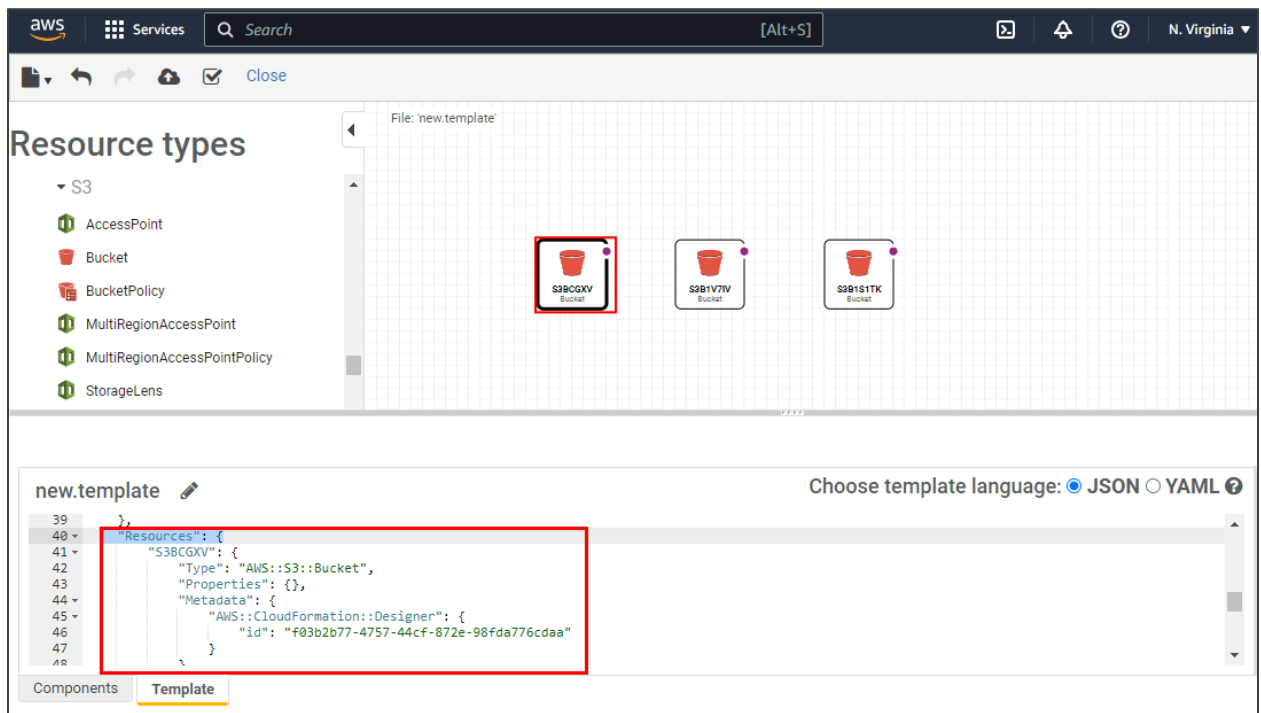 aws
Services
Search
[Alt+S]
N. Virginia
Close
Resource types
S3
AccessPoint
Bucket
BucketPolicy
MultiRegionAccessPoint
MultiRegionAccessPointPolicy
StorageLens
File: 'new.template'
S3BCGXV
Bucket
S3B1V7IV
Bucket
S3B1S1TK
Bucket
new.template
Choose template language: JSON YAML
39 },
40 "Resources": {
41 "S3BCGXV": {
42 "Type": "AWS::S3::Bucket",
43 "Properties": {},
44 "Metadata": {
45 "AWS::CloudFormation::Designer": {
46 "id": "f03b2b77-4757-44cf-872e-98fda776cdaa"
47 }
48 }
Components
Template